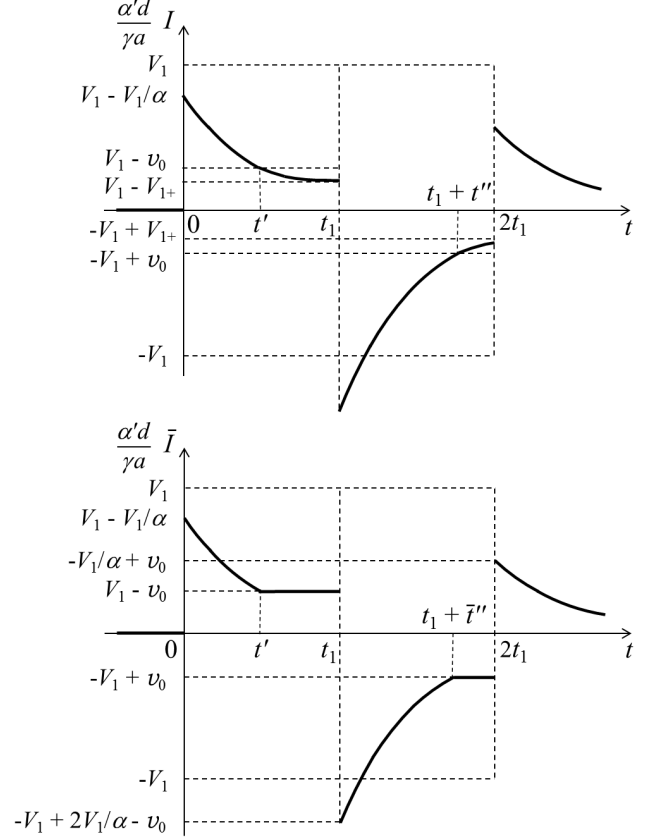 α′d/γa I
V₁
V₁ - V₁/α
V₁ - υ₀
V₁ - V₁₊
t₁ + t″
0 t′ t₁ 2t₁ t
-V₁ + V₁₊
-V₁ + υ₀
-V₁
α′d/γa Ī
V₁
V₁ - V₁/α
-V₁/α + υ₀
V₁ - υ₀
t₁ + t̄″
0 t′ t₁ 2t₁ t
-V₁ + υ₀
-V₁
-V₁ + 2V₁/α - υ₀